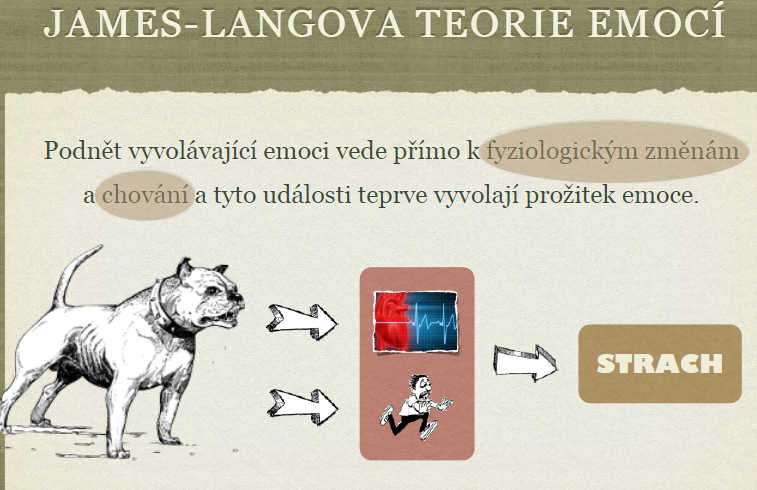 JAMES-LANGOVA TEORIE EMOCÍ
Podnět vyvolávající emoci vede přímo k fyziologickým změnám
a chování a tyto události teprve vyvolají prožitek emoce.
STRACH